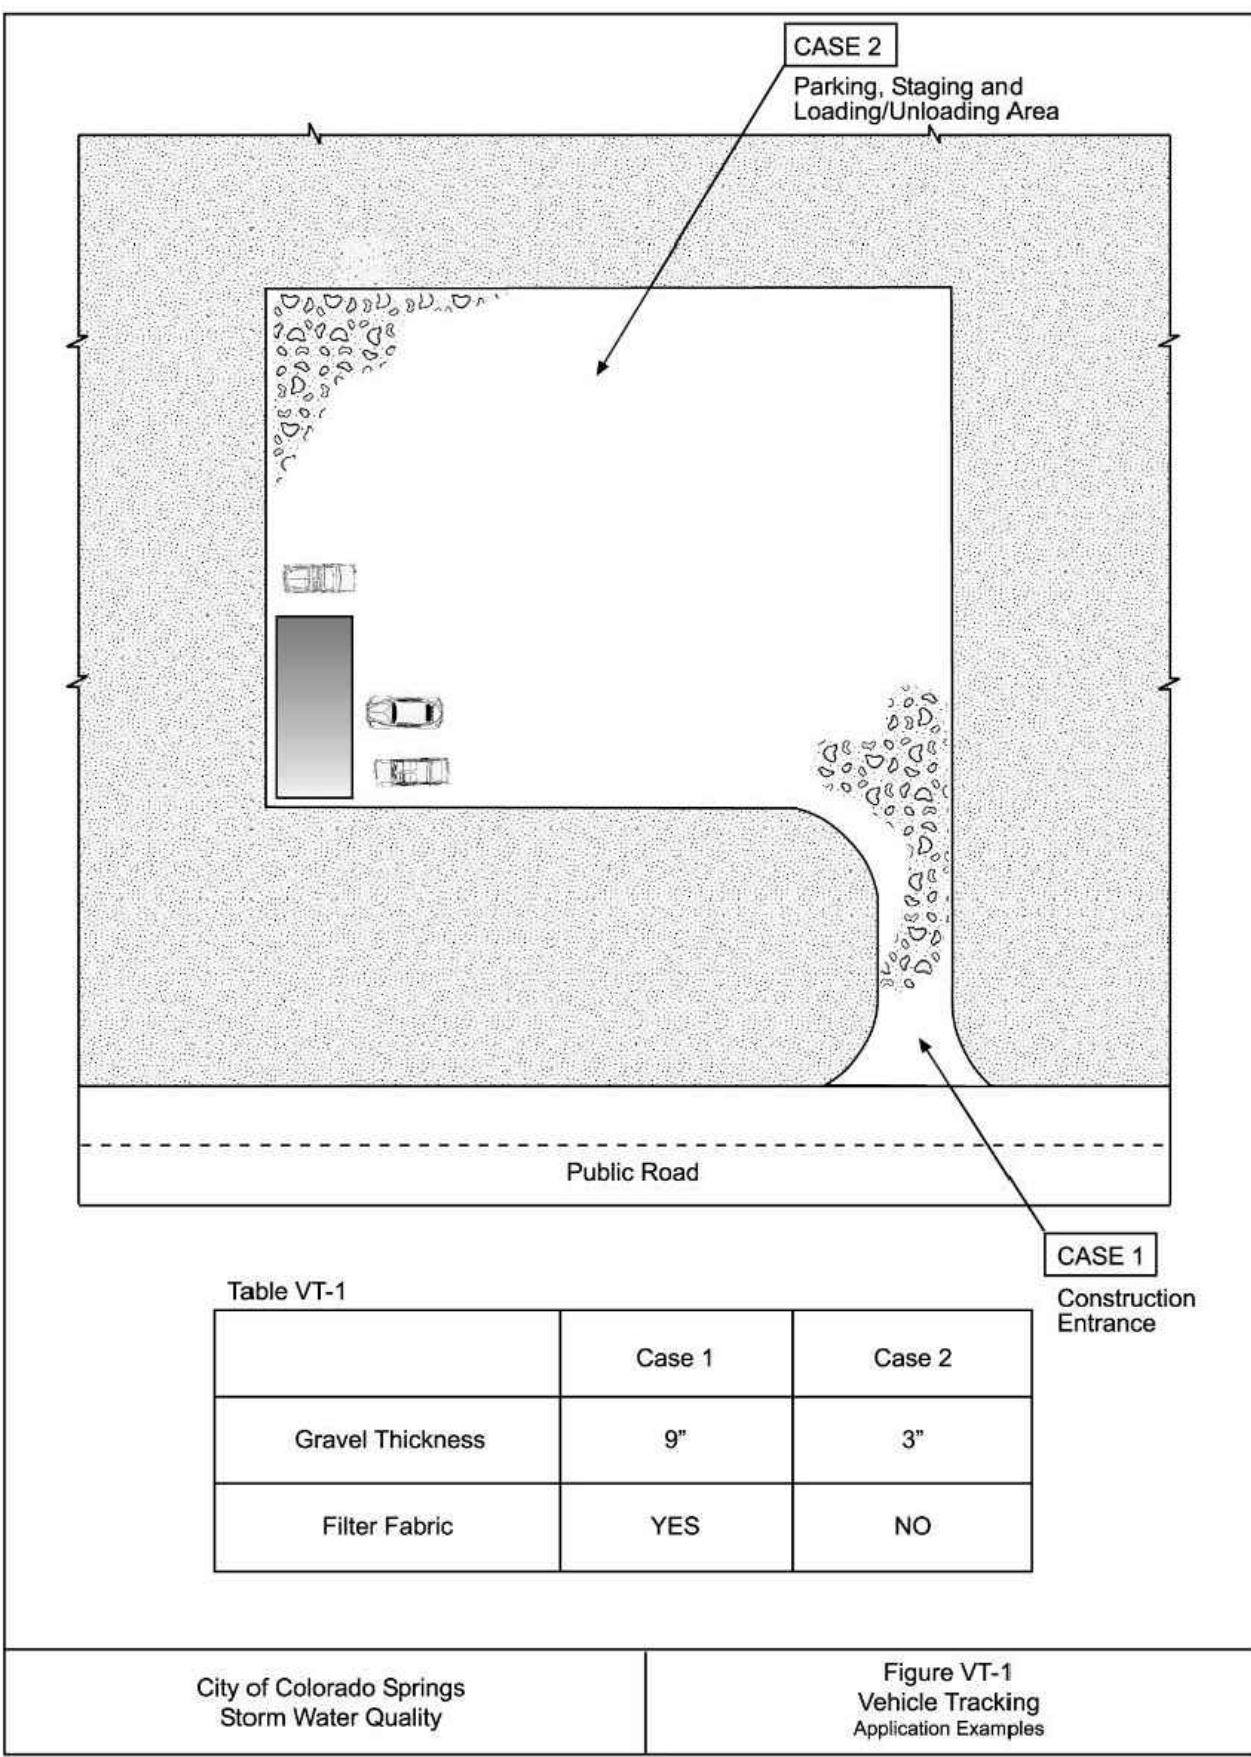 CASE 2
Parking, Staging and
Loading/Unloading Area
Public Road
CASE 1
Construction
Entrance
Table VT-1
Case 1
Case 2
Gravel Thickness
9”
3”
Filter Fabric
YES
NO
City of Colorado Springs
Storm Water Quality
Figure VT-1
Vehicle Tracking
Application Examples